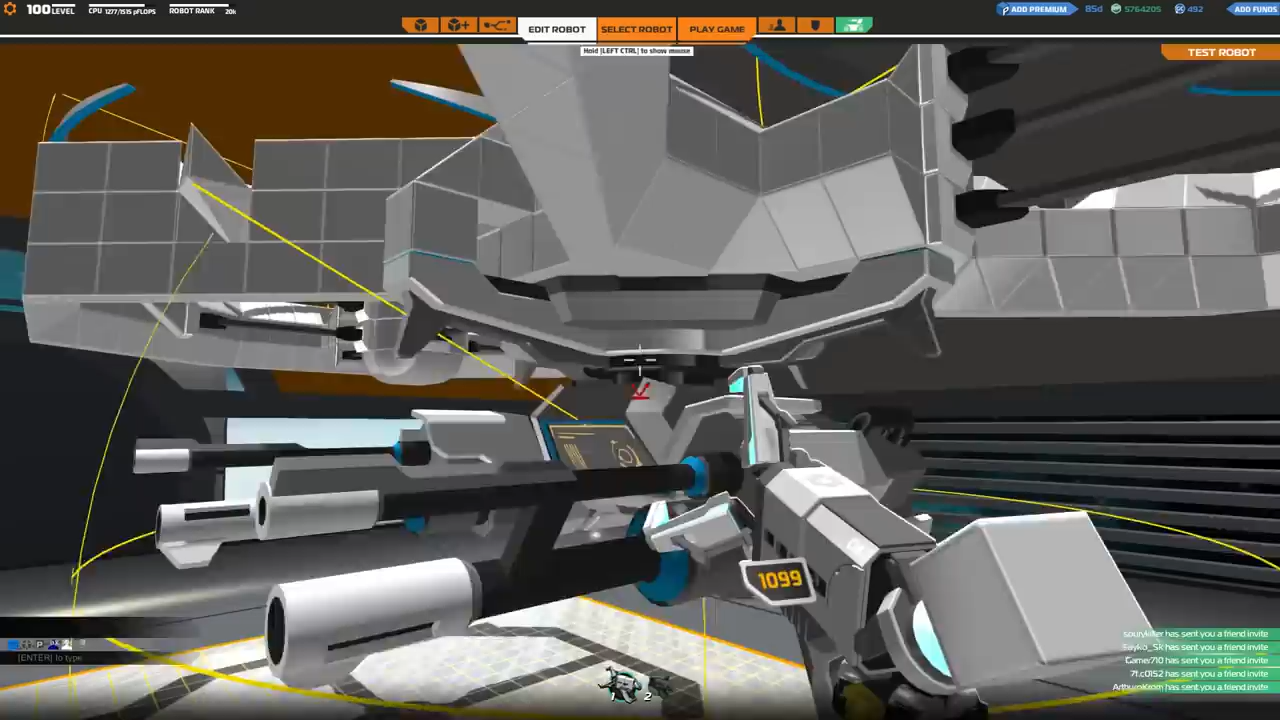 100 LEVEL
CPU 1277/1515 pFLOPS
ROBOT RANK 20k
ADD PREMIUM
85d
5764205
492
ADD FUNDS
EDIT ROBOT
SELECT ROBOT
PLAY GAME
Hold [LEFT CTRL] to show mouse
TEST ROBOT
1099
[ENTER] to type
1
2
has sent you a friend invite
has sent you a friend invite
Gamer710 has sent you a friend invite
has sent you a friend invite
has sent you a friend invite